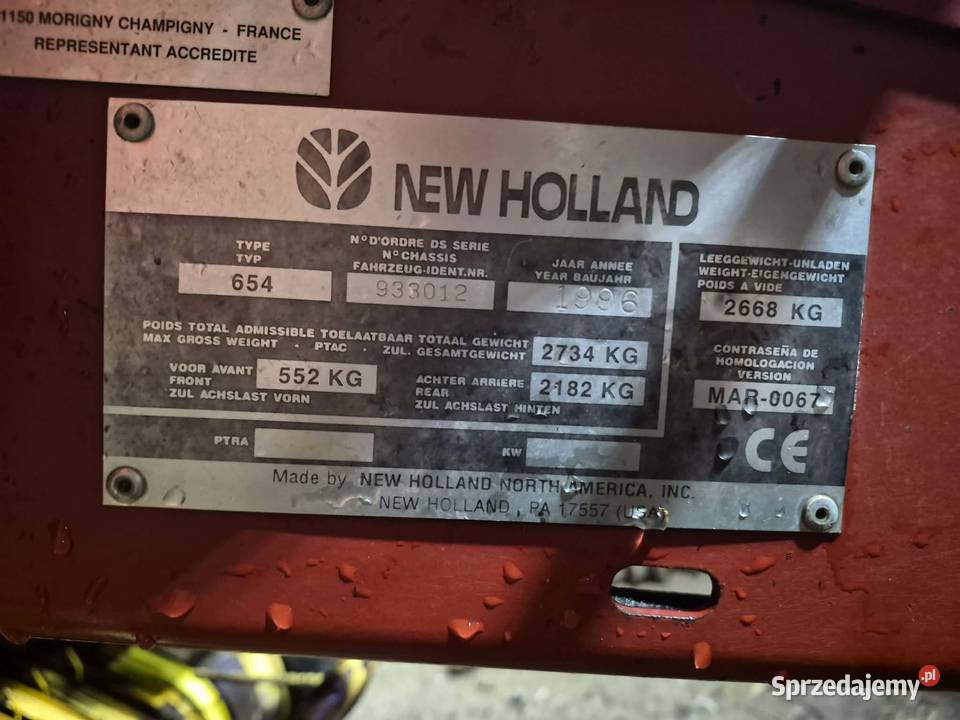 1150 MORIGNY CHAMPIGNY - FRANCE
REPRESENTANT ACCREDITE
NEW HOLLAND
TYPE
TYP
654
N° D'ORDRE DS SERIE
N° CHASSIS
FAHRZEUG-IDENT.NR.
933012
JAAR ANNEE
YEAR BAUJAHR
1996
LEEGGEWICHT-UNLADEN
WEIGHT-EIGENGEWICHT
POIDS A VIDE
2668 KG
POIDS TOTAL ADMISSIBLE TOELAATBAAR TOTAAL GEWICHT
MAX GROSS WEIGHT - PTAC - ZUL. GESAMTGEWICHT
2734 KG
CONTRASEÑA DE
HOMOLOGACION
VERSION
MAR-0067
VOOR AVANT
FRONT
ZUL ACHSLAST VORN
552 KG
ACHTER ARRIERE
REAR
ZUL ACHSLAST HINTEN
2182 KG
PTRA
KW
CE
Made by NEW HOLLAND NORTH AMERICA, INC.
NEW HOLLAND, PA 17557 (USA)
Sprzedajemy.pl